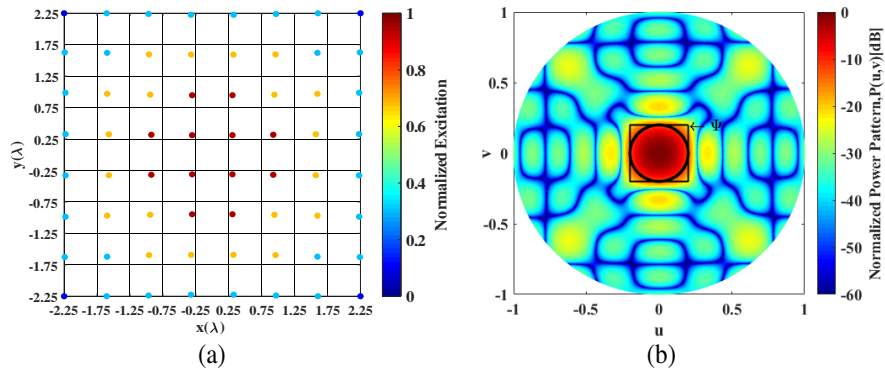 2.25
1.75
1.25
0.75
0.25
-0.25
-0.75
-1.25
-1.75
-2.25
y(λ)
-2.25 -1.75 -1.25 -0.75 -0.25 0.25 0.75 1.25 1.75 2.25
x(λ)
1
0.8
0.6
0.4
0.2
0
Normalized Excitation
(a)
1
0.5
0
-0.5
-1
v
Ψ
-1 -0.5 0 0.5 1
u
0
-10
-20
-30
-40
-50
-60
Normalized Power Pattern,P(u,v)[dB]
(b)